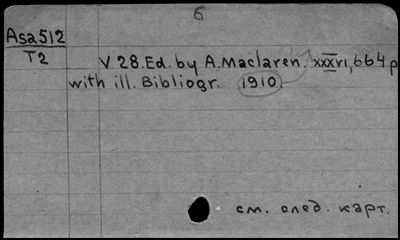 6
Asa512
T2
V.28.Ed. by A.Maclaren. xxxvi, 664 p.
with ill. Bibliogr. 1910.
см. след. карт.